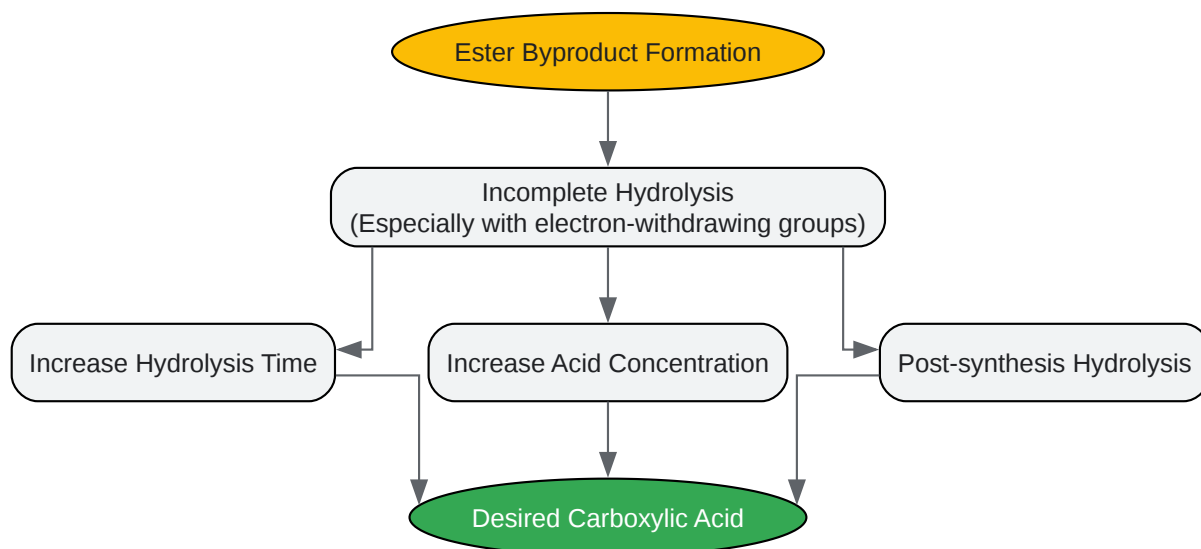 Ester Byproduct Formation
Incomplete Hydrolysis
(Especially with electron-withdrawing groups)
Increase Hydrolysis Time
Increase Acid Concentration
Post-synthesis Hydrolysis
Desired Carboxylic Acid